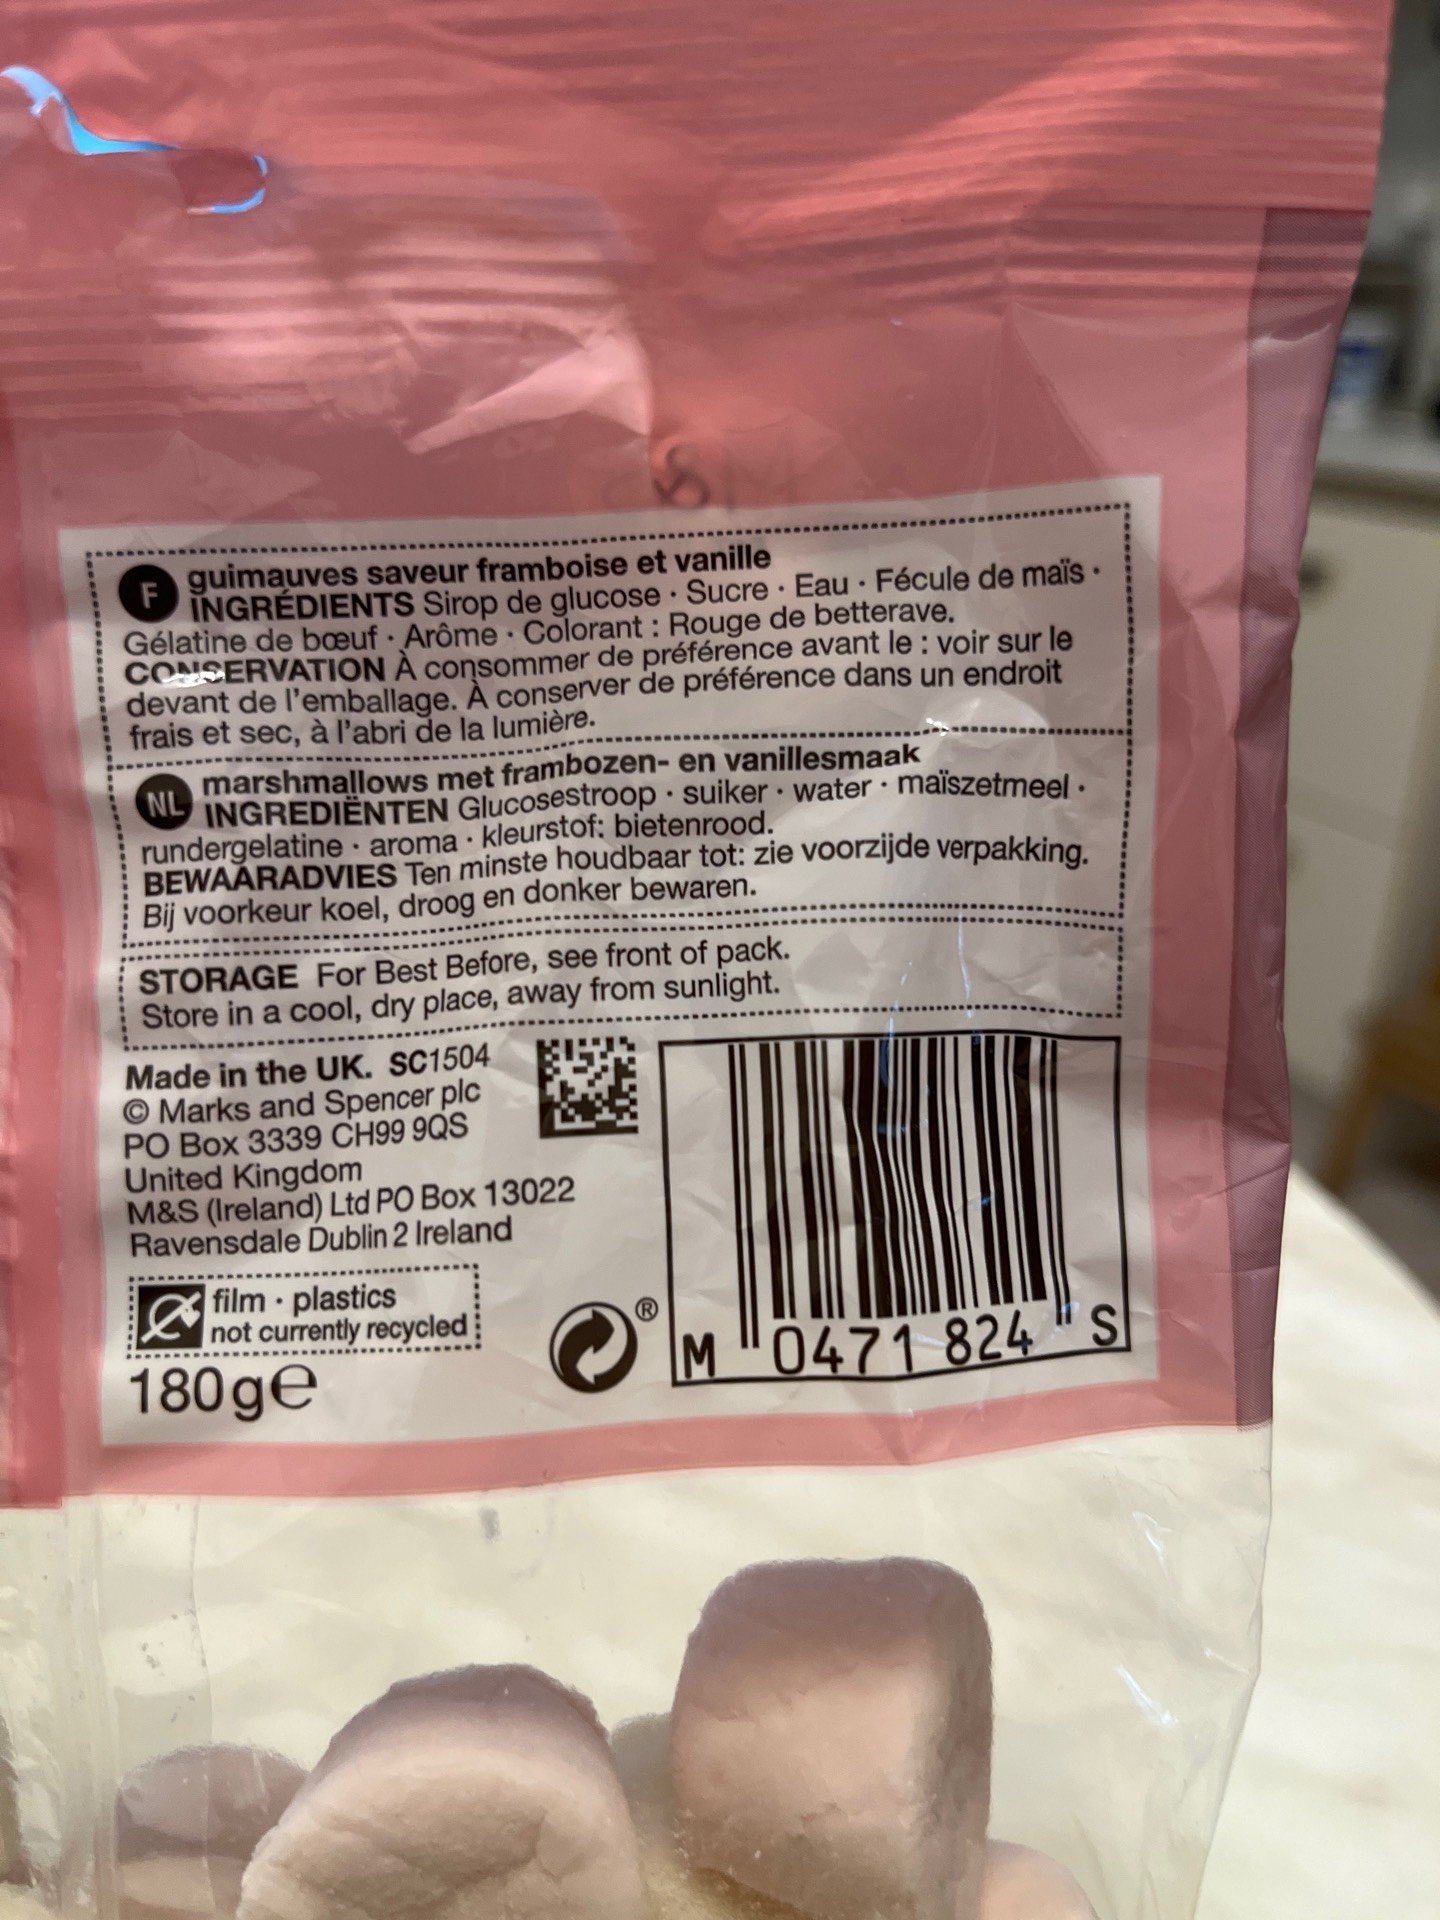 F guimauves saveur framboise et vanille
INGRÉDIENTS Sirop de glucose · Sucre · Eau · Fécule de maïs ·
Gélatine de bœuf · Arôme · Colorant : Rouge de betterave.
CONSERVATION À consommer de préférence avant le : voir sur le
devant de l'emballage. À conserver de préférence dans un endroit
frais et sec, à l'abri de la lumière.
NL marshmallows met frambozen- en vanillesmaak
INGREDIËNTEN Glucosestroop · suiker · water · maïszetmeel ·
rundergelatine · aroma · kleurstof: bietenrood.
BEWAARADVIES Ten minste houdbaar tot: zie voorzijde verpakking.
Bij voorkeur koel, droog en donker bewaren.
STORAGE For Best Before, see front of pack.
Store in a cool, dry place, away from sunlight.
Made in the UK. SC1504
© Marks and Spencer plc
PO Box 3339 CH99 9QS
United Kingdom
M&S (Ireland) Ltd PO Box 13022
Ravensdale Dublin 2 Ireland
film · plastics
not currently recycled
180g℮
®
M "0471 824" S